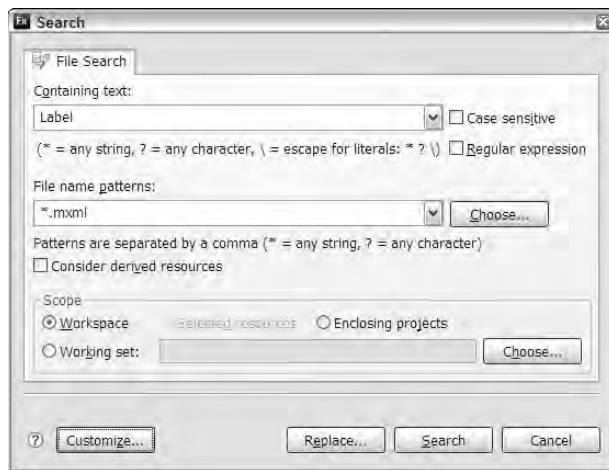 Fx Search
File Search
Containing text:
Label
Case sensitive
(* = any string, ? = any character, \ = escape for literals: * ? \)
Regular expression
File name patterns:
*.mxml
Choose...
Patterns are separated by a comma (* = any string, ? = any character)
Consider derived resources
Scope
Workspace Selected resources Enclosing projects
Working set: Choose...
? Customize... Replace... Search Cancel